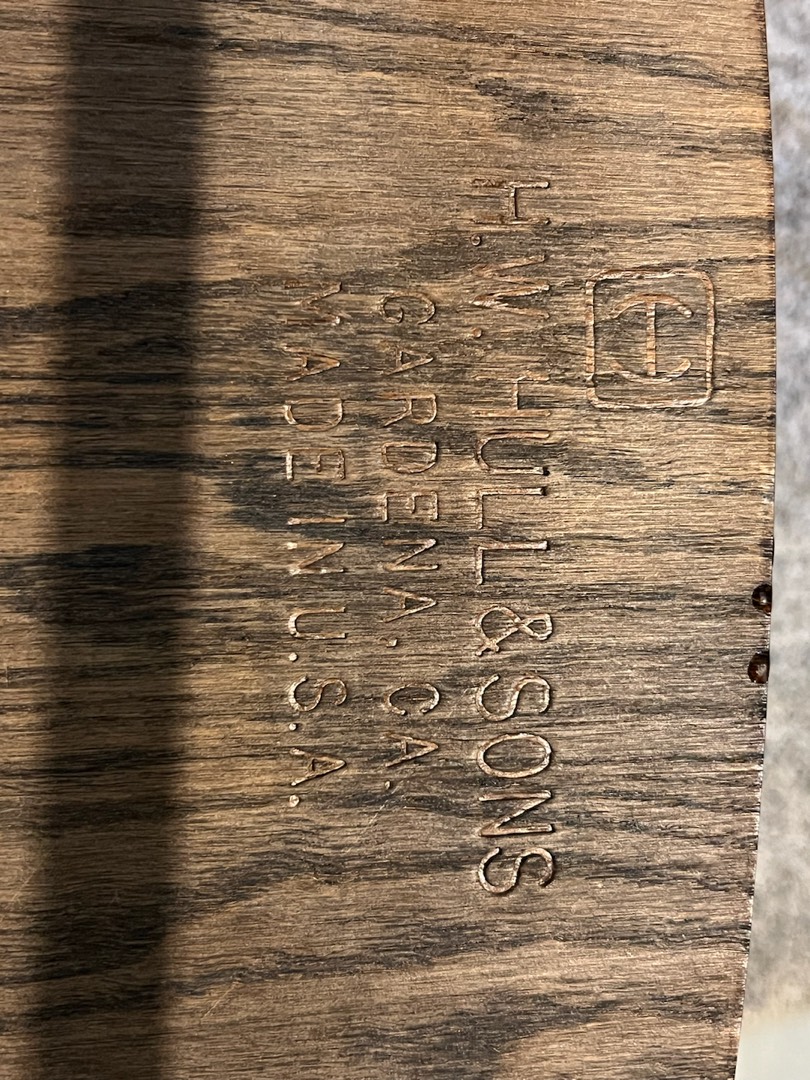 H.W. HULL & SONS
GARDENA, CA.
MADE IN U.S.A.